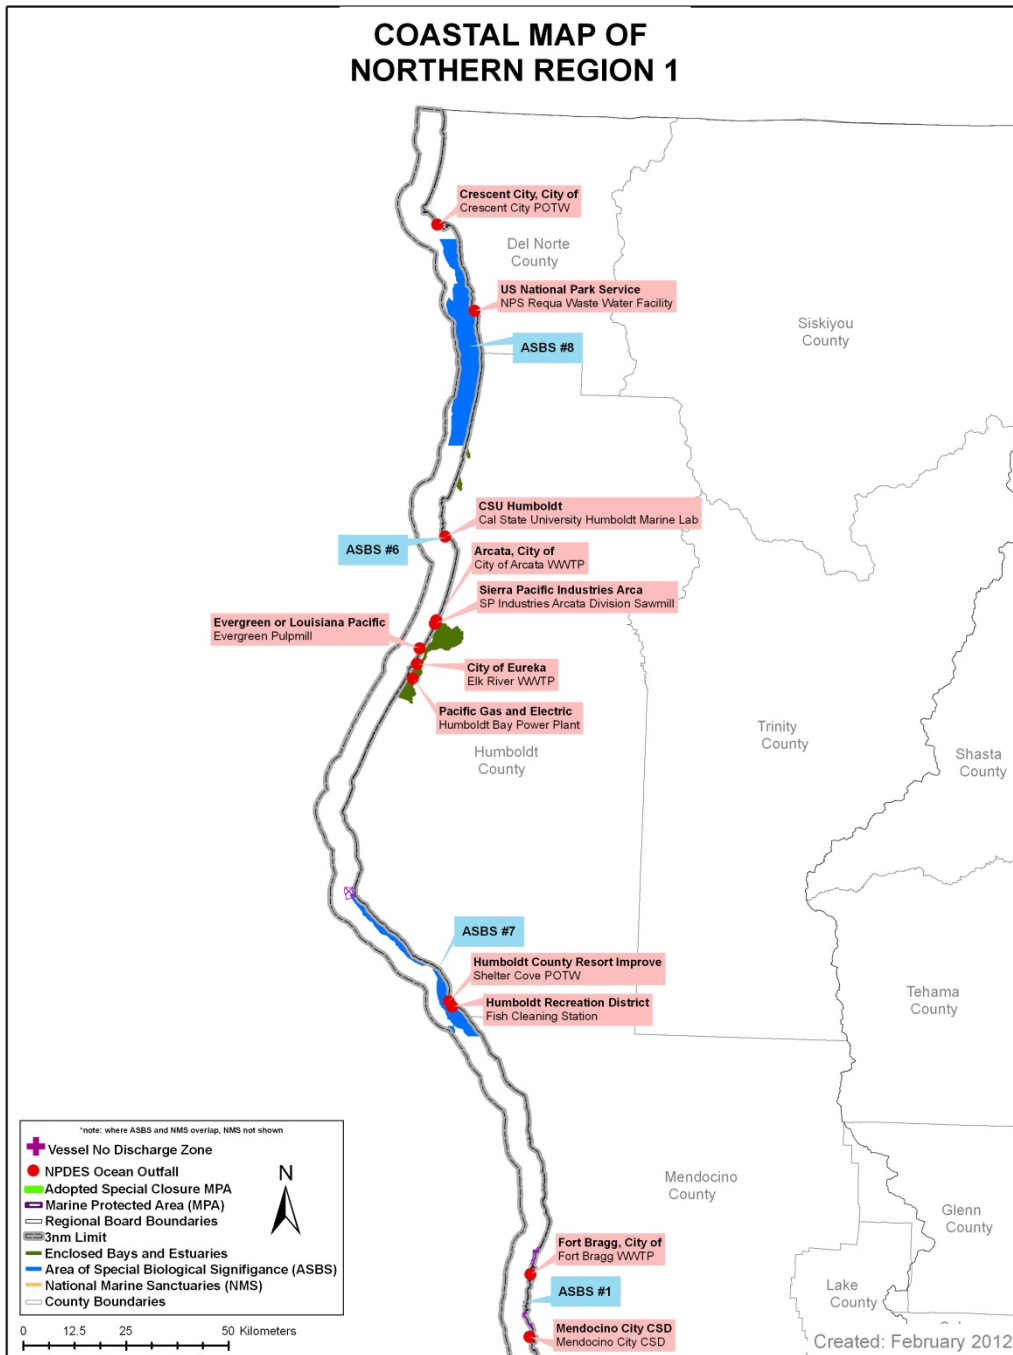 COASTAL MAP OF
NORTHERN REGION 1
Crescent City, City of
Crescent City POTW
Del Norte
County
US National Park Service
NPS Requa Waste Water Facility
Siskiyou
County
ASBS #8
CSU Humboldt
Cal State University Humboldt Marine Lab
ASBS #6
Arcata, City of
City of Arcata WWTP
Sierra Pacific Industries Arca
SP Industries Arcata Division Sawmill
Evergreen or Louisiana Pacific
Evergreen Pulpmill
City of Eureka
Elk River WWTP
Pacific Gas and Electric
Humboldt Bay Power Plant
Humboldt
County
Trinity
County
Shasta
County
ASBS #7
Humboldt County Resort Improve
Shelter Cove POTW
Humboldt Recreation District
Fish Cleaning Station
Tehama
County
Mendocino
County
Glenn
County
Fort Bragg, City of
Fort Bragg WWTP
ASBS #1
Lake
County
Mendocino City CSD
Mendocino City CSD
*note: where ASBS and NMS overlap, NMS not shown
Vessel No Discharge Zone
NPDES Ocean Outfall
Adopted Special Closure MPA
Marine Protected Area (MPA)
Regional Board Boundaries
3nm Limit
Enclosed Bays and Estuaries
Area of Special Biological Signifigance (ASBS)
National Marine Sanctuaries (NMS)
County Boundaries
N
0 12.5 25 50 Kilometers
Created: February 2012